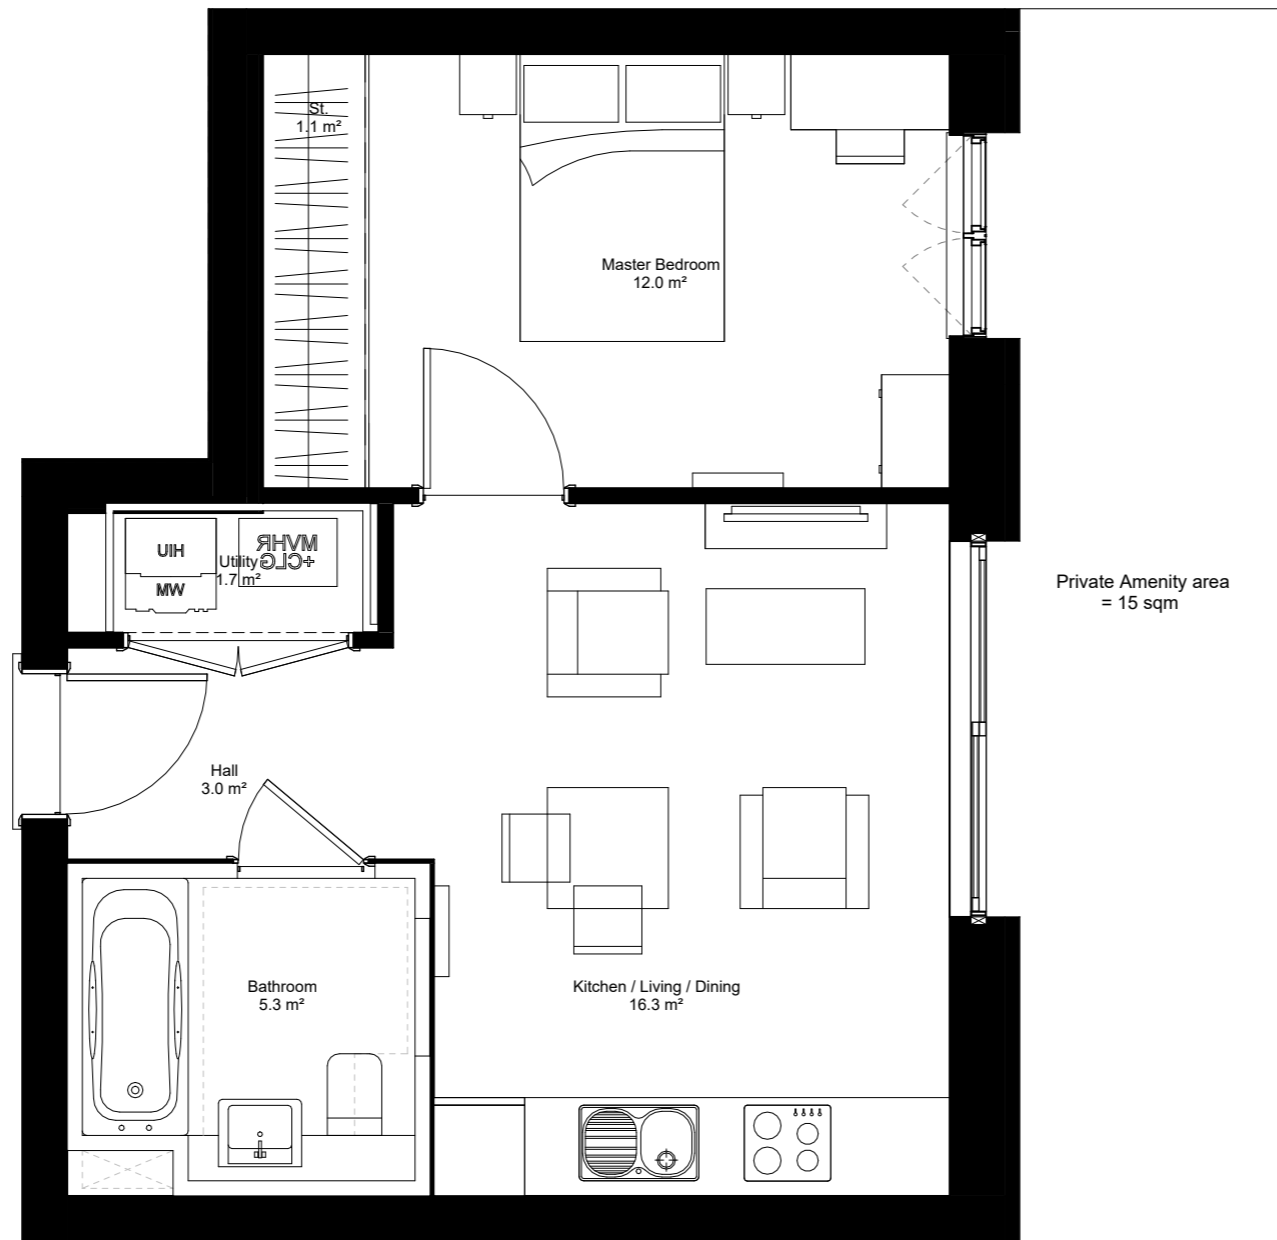 St.
1.1 m²
Master Bedroom
12.0 m²
HIU
WM
MVHR
+CLG
Utility
1.7 m²
Private Amenity area
= 15 sqm
Hall
3.0 m²
Bathroom
5.3 m²
Kitchen / Living / Dining
16.3 m²